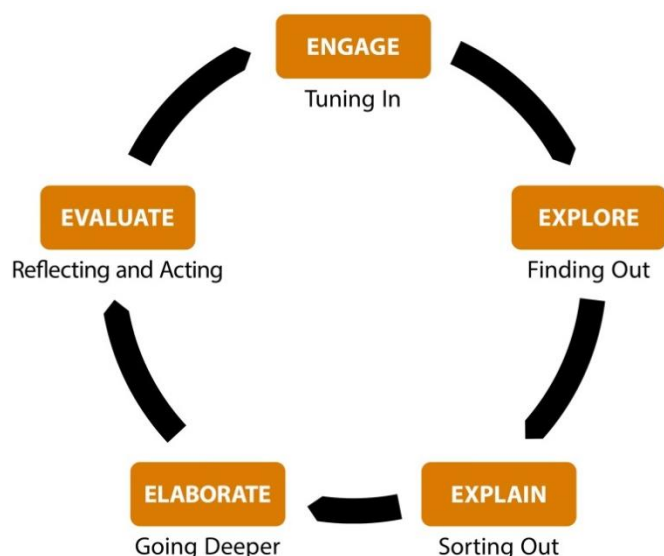 ENGAGE
Tuning In
EXPLORE
Finding Out
EXPLAIN
Sorting Out
ELABORATE
Going Deeper
EVALUATE
Reflecting and Acting